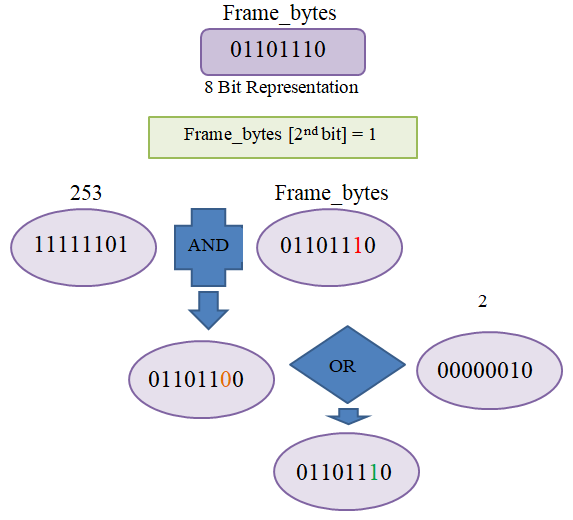 Frame_bytes
01101110
8 Bit Representation
Frame_bytes [2nd bit] = 1
253
Frame_bytes
11111101
AND
01101110
2
01101100
OR
00000010
01101110